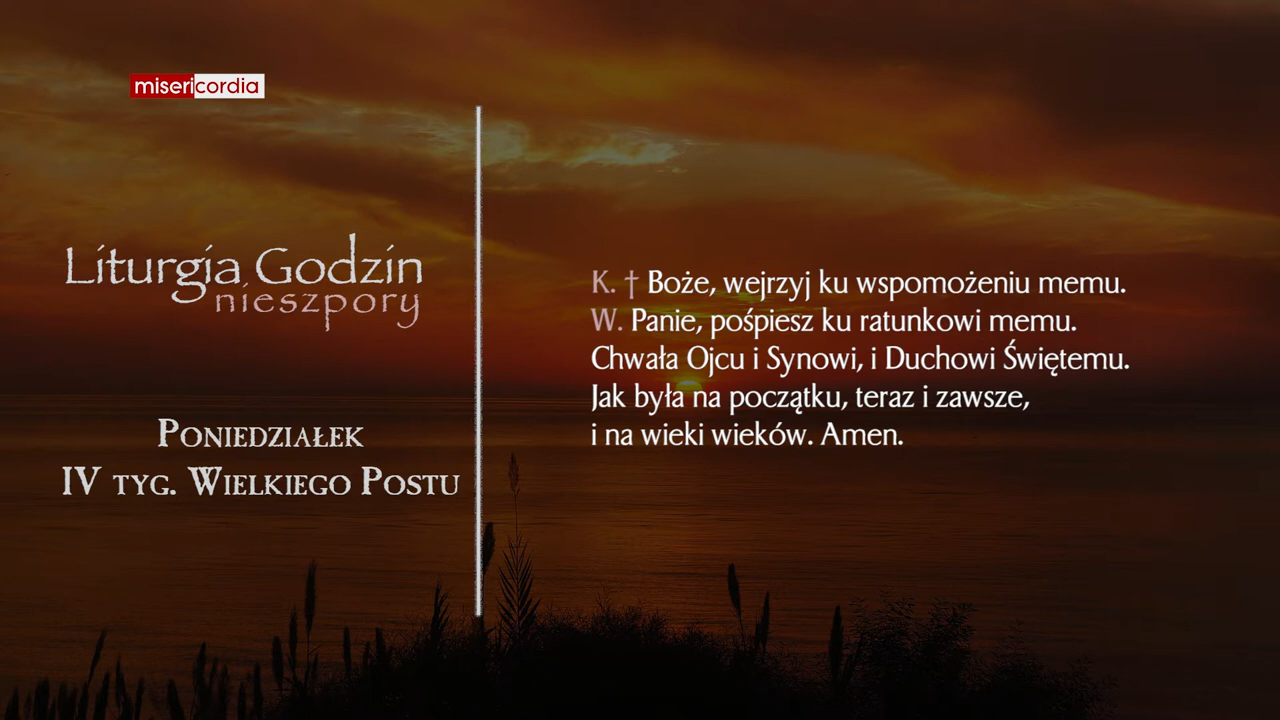 misericordia
Liturgia Godzin
nieszpory
Poniedziałek
IV tyg. Wielkiego Postu
K. † Boże, wejrzyj ku wspomożeniu memu.
W. Panie, pośpiesz ku ratunkowi memu.
Chwała Ojcu i Synowi, i Duchowi Świętemu.
Jak była na początku, teraz i zawsze,
i na wieki wieków. Amen.